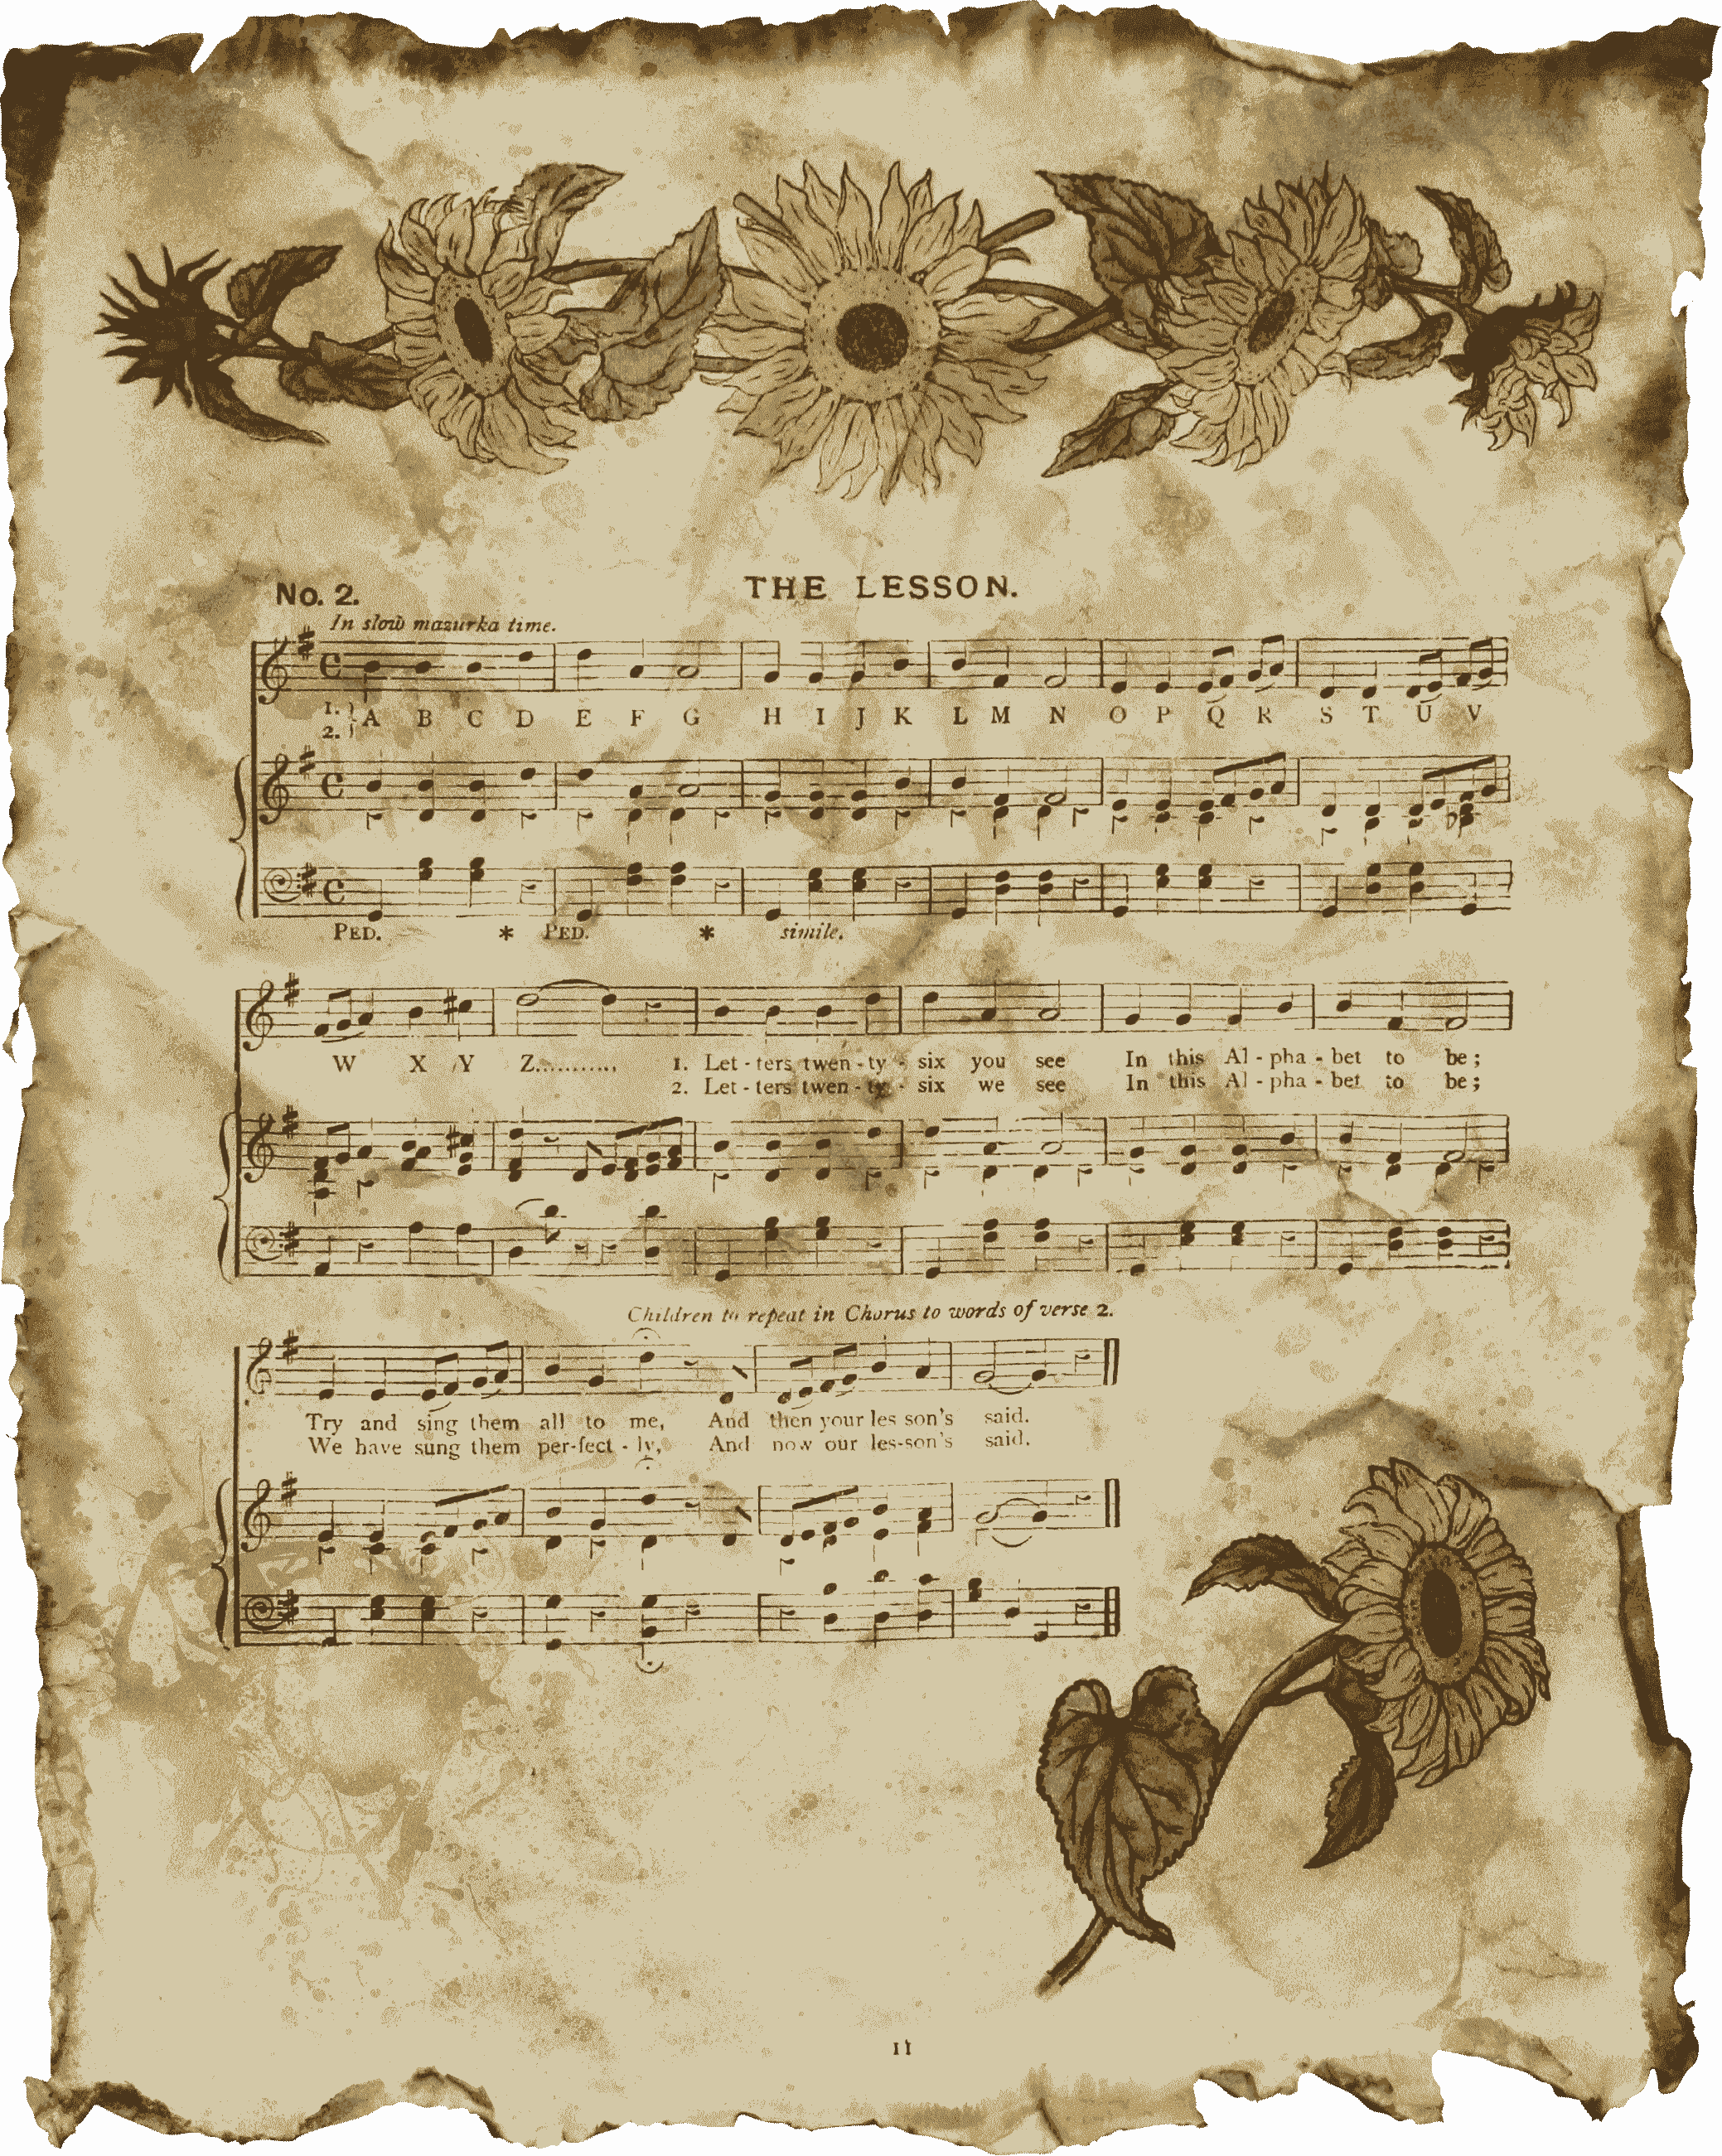 No. 2.
THE LESSON.
In slow mazurka time.
1. } A B C D E F G H I J K L M N O P Q R S T U V
2. }
PED. * PED. * simile.
W X Y Z........... 1. Let - ters twen - ty - six you see In this Al - pha - bet to be;
2. Let - ters twen - ty - six we see In this Al - pha - bet to be;
Children to repeat in Chorus to words of verse 2.
Try and sing them all to me, And then your les son's said.
We have sung them per-fect - ly, And now our les-son's said.
11